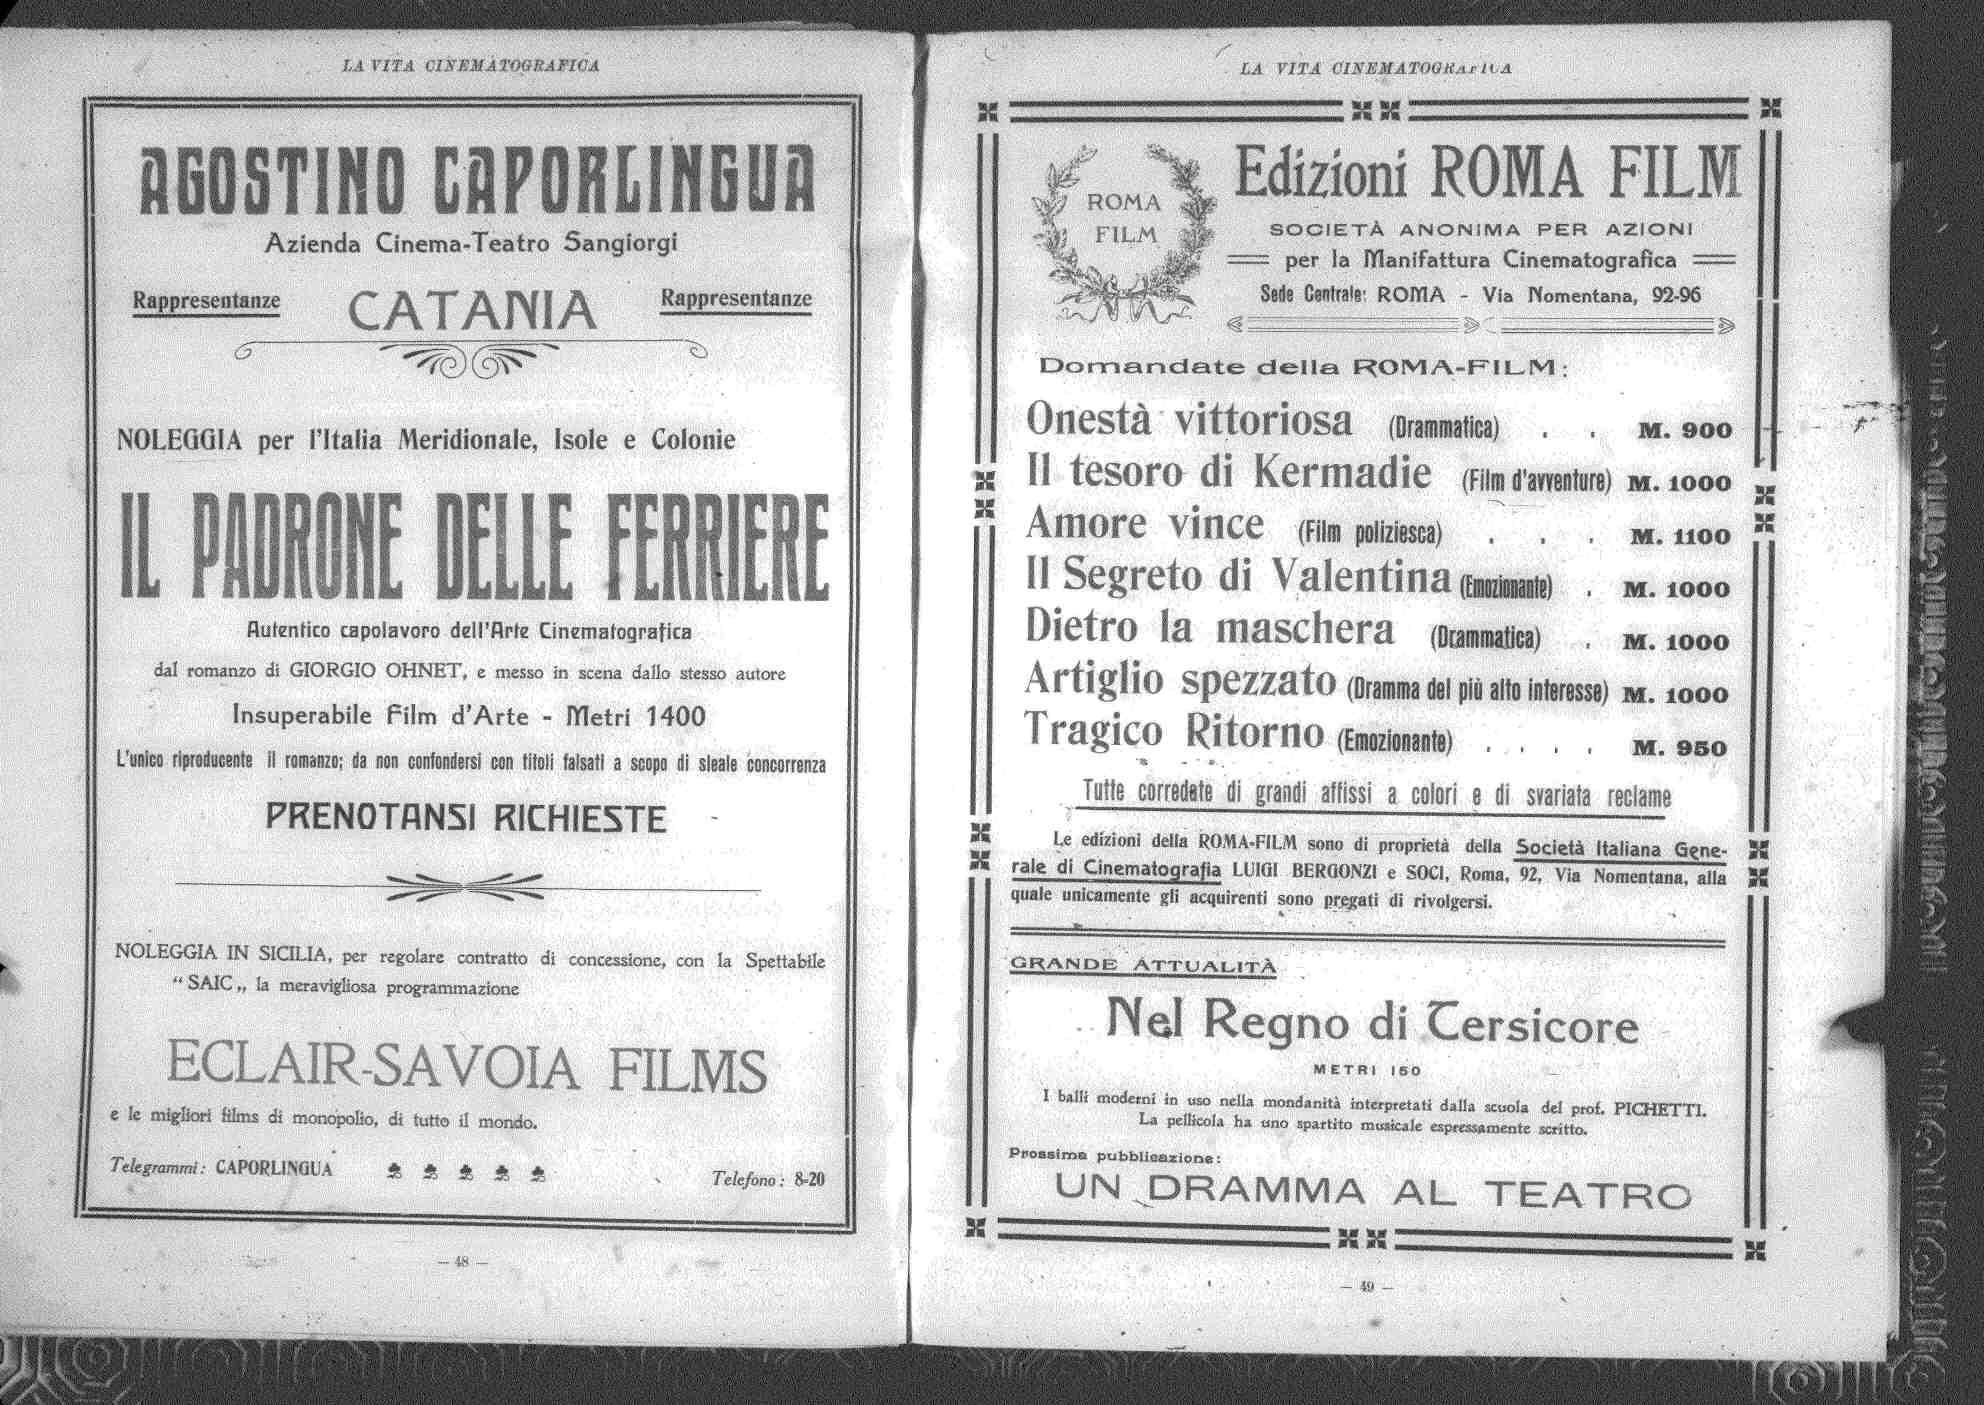 LA VITA CINEMATOGRAFICA
AGOSTINO CAPORLINGUA
Azienda Cinema-Teatro Sangiorgi
Rappresentanze CATANIA Rappresentanze
NOLEGGIA per l'Italia Meridionale, Isole e Colonie
IL PADRONE DELLE FERRIERE
Autentico capolavoro dell'Arte Cinematografica
dal romanzo di GIORGIO OHNET, e messo in scena dallo stesso autore
Insuperabile Film d'Arte - Metri 1400
L'unico riproducente il romanzo; da non confondersi con titoli falsati a scopo di sleale concorrenza
PRENOTANSI RICHIESTE
NOLEGGIA IN SICILIA, per regolare contratto di concessione, con la Spettabile
“SAIC„ la meravigliosa programmazione
ECLAIR-SAVOIA FILMS
e le migliori films di monopolio, di tutto il mondo.
Telegrammi: CAPORLINGUA Telefono: 8-20
— 48 —
LA VITA CINEMATOGRAFICA
ROMA
FILM
Edizioni ROMA FILM
SOCIETÀ ANONIMA PER AZIONI
per la Manifattura Cinematografica
Sede Centrale: ROMA - Via Nomentana, 92-96
Domandate della ROMA-FILM:
Onestà vittoriosa (Drammatica) . . M. 900
Il tesoro di Kermadie (Film d'avventure) M. 1000
Amore vince (Film poliziesca) . . . M. 1100
Il Segreto di Valentina (Emozionante) . M. 1000
Dietro la maschera (Drammatica) . M. 1000
Artiglio spezzato (Dramma del più alto interesse) M. 1000
Tragico Ritorno (Emozionante) . . . . M. 950
Tutte corredate di grandi affissi a colori e di svariata reclame
Le edizioni della ROMA-FILM sono di proprietà della Società Italiana Gene-
rale di Cinematografia LUIGI BERGONZI e SOCI, Roma, 92, Via Nomentana, alla
quale unicamente gli acquirenti sono pregati di rivolgersi.
GRANDE ATTUALITÀ
Nel Regno di Tersicore
METRI 150
I balli moderni in uso nella mondanità interpretati dalla scuola del prof. PICHETTI.
La pellicola ha uno spartito musicale espressamente scritto.
Prossima pubblicazione:
UN DRAMMA AL TEATRO
— 49 —